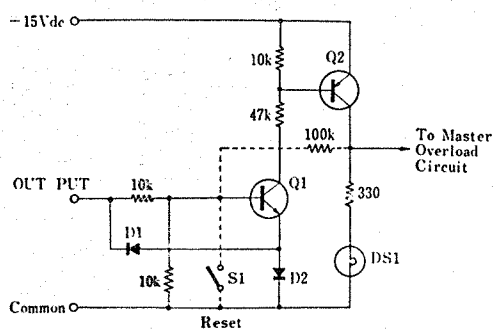 −15Vdc
10k
Q2
47k
100k
To Master
Overload
Circuit
OUT PUT
10k
Q1
330
D1
DS1
10k
S1
D2
Common
Reset